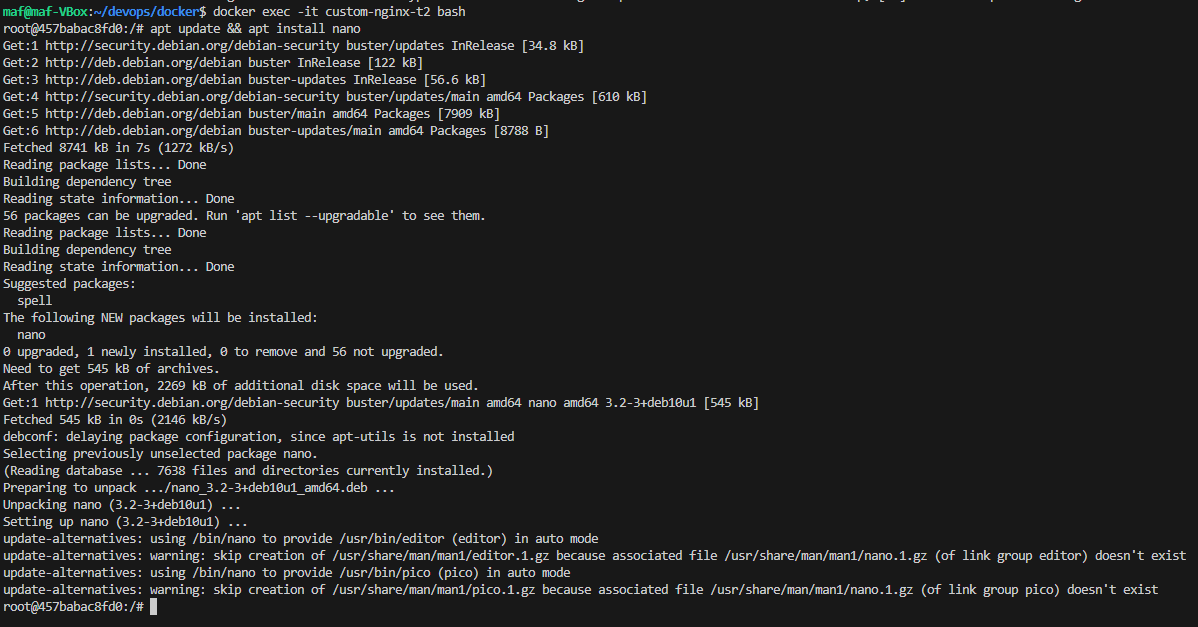 maf@maf-VBox:~/devops/docker$ docker exec -it custom-nginx-t2 bash
root@457babac8fd0:/# apt update && apt install nano
Get:1 http://security.debian.org/debian-security buster/updates InRelease [34.8 kB]
Get:2 http://deb.debian.org/debian buster InRelease [122 kB]
Get:3 http://deb.debian.org/debian buster-updates InRelease [56.6 kB]
Get:4 http://security.debian.org/debian-security buster/updates/main amd64 Packages [610 kB]
Get:5 http://deb.debian.org/debian buster/main amd64 Packages [7909 kB]
Get:6 http://deb.debian.org/debian buster-updates/main amd64 Packages [8788 B]
Fetched 8741 kB in 7s (1272 kB/s)
Reading package lists... Done
Building dependency tree
Reading state information... Done
56 packages can be upgraded. Run 'apt list --upgradable' to see them.
Reading package lists... Done
Building dependency tree
Reading state information... Done
Suggested packages:
  spell
The following NEW packages will be installed:
  nano
0 upgraded, 1 newly installed, 0 to remove and 56 not upgraded.
Need to get 545 kB of archives.
After this operation, 2269 kB of additional disk space will be used.
Get:1 http://security.debian.org/debian-security buster/updates/main amd64 nano amd64 3.2-3+deb10u1 [545 kB]
Fetched 545 kB in 0s (2146 kB/s)
debconf: delaying package configuration, since apt-utils is not installed
Selecting previously unselected package nano.
(Reading database ... 7638 files and directories currently installed.)
Preparing to unpack .../nano_3.2-3+deb10u1_amd64.deb ...
Unpacking nano (3.2-3+deb10u1) ...
Setting up nano (3.2-3+deb10u1) ...
update-alternatives: using /bin/nano to provide /usr/bin/editor (editor) in auto mode
update-alternatives: warning: skip creation of /usr/share/man/man1/editor.1.gz because associated file /usr/share/man/man1/nano.1.gz (of link group editor) doesn't exist
update-alternatives: using /bin/nano to provide /usr/bin/pico (pico) in auto mode
update-alternatives: warning: skip creation of /usr/share/man/man1/pico.1.gz because associated file /usr/share/man/man1/nano.1.gz (of link group pico) doesn't exist
root@457babac8fd0:/#